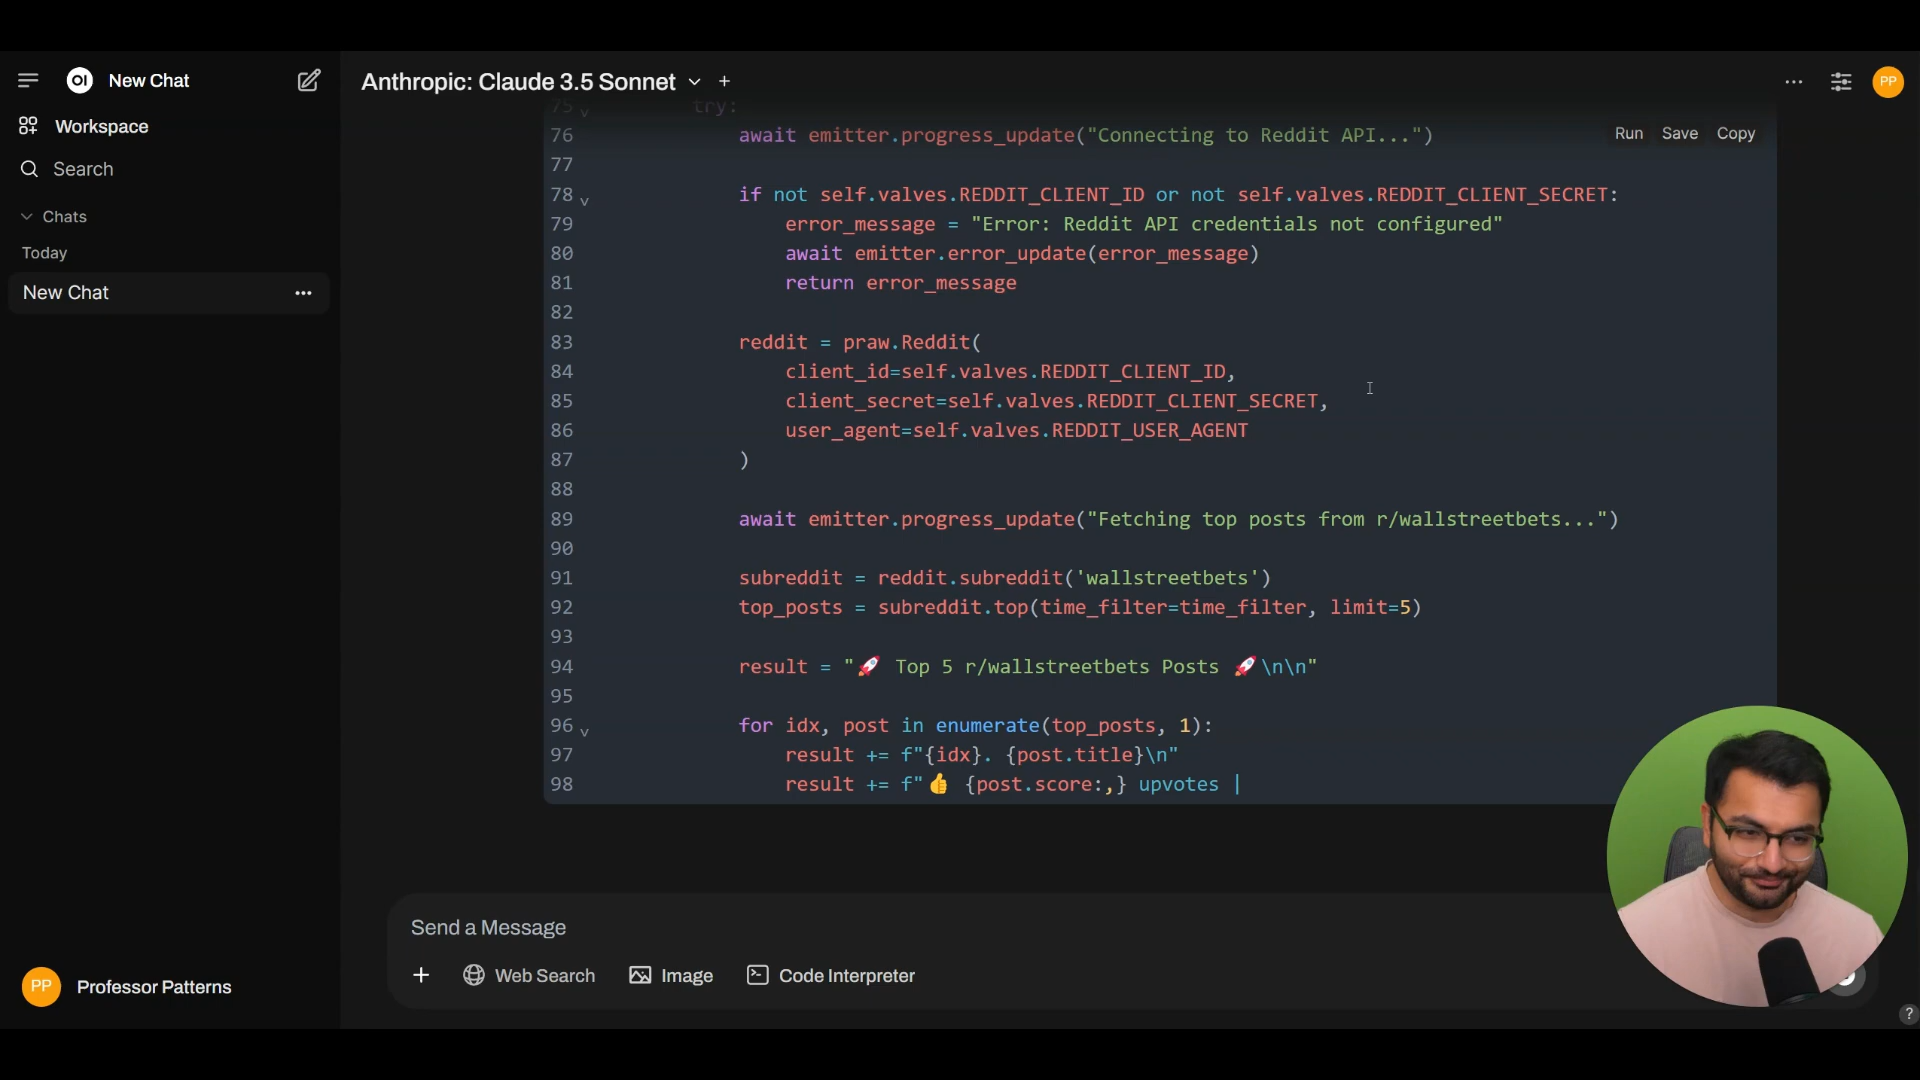 New Chat
Workspace
Search
Chats
Today
New Chat
PP
Professor Patterns
Anthropic: Claude 3.5 Sonnet
PP
Run Save Copy
75 try:
76 await emitter.progress_update("Connecting to Reddit API...")
77
78 if not self.valves.REDDIT_CLIENT_ID or not self.valves.REDDIT_CLIENT_SECRET:
79 error_message = "Error: Reddit API credentials not configured"
80 await emitter.error_update(error_message)
81 return error_message
82
83 reddit = praw.Reddit(
84 client_id=self.valves.REDDIT_CLIENT_ID,
85 client_secret=self.valves.REDDIT_CLIENT_SECRET,
86 user_agent=self.valves.REDDIT_USER_AGENT
87 )
88
89 await emitter.progress_update("Fetching top posts from r/wallstreetbets...")
90
91 subreddit = reddit.subreddit('wallstreetbets')
92 top_posts = subreddit.top(time_filter=time_filter, limit=5)
93
94 result = "🚀 Top 5 r/wallstreetbets Posts 🚀\n\n"
95
96 for idx, post in enumerate(top_posts, 1):
97 result += f"{idx}. {post.title}\n"
98 result += f"👍 {post.score:,} upvotes |
Send a Message
+ Web Search Image Code Interpreter
?